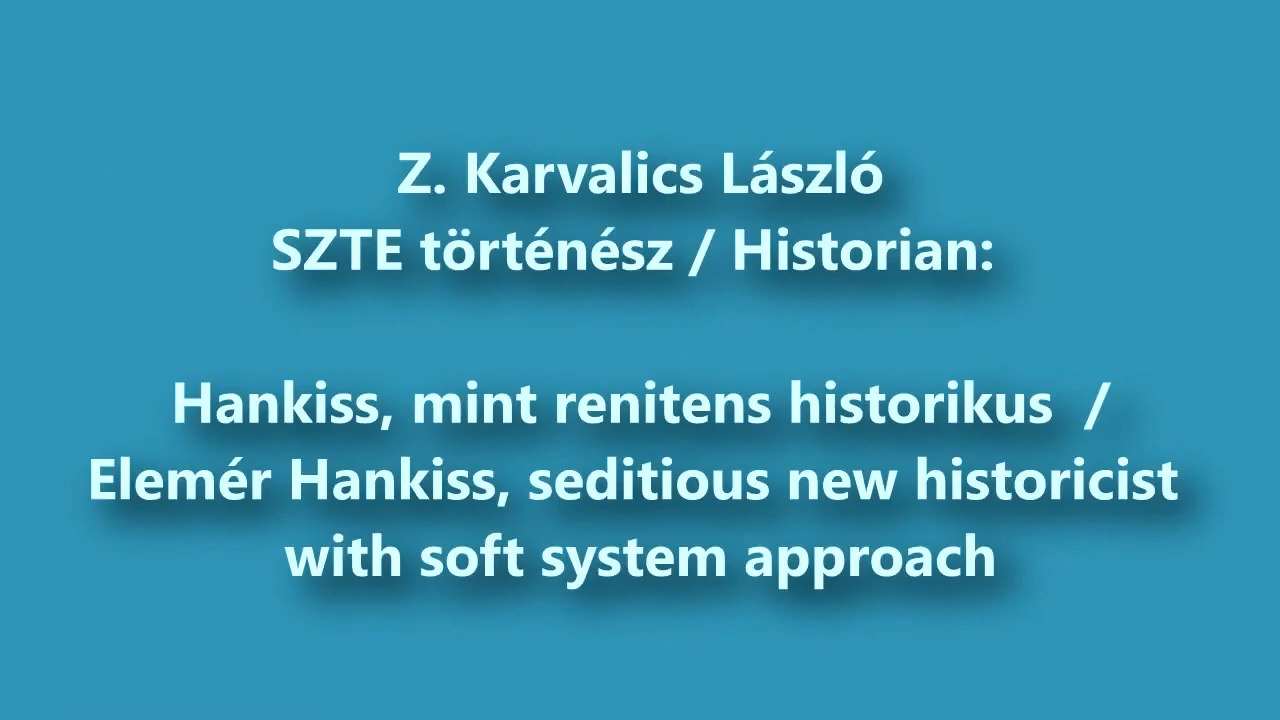 Z. Karvalics László
SZTE történész / Historian:
Hankiss, mint renitens historikus /
Elemér Hankiss, seditious new historicist
with soft system approach